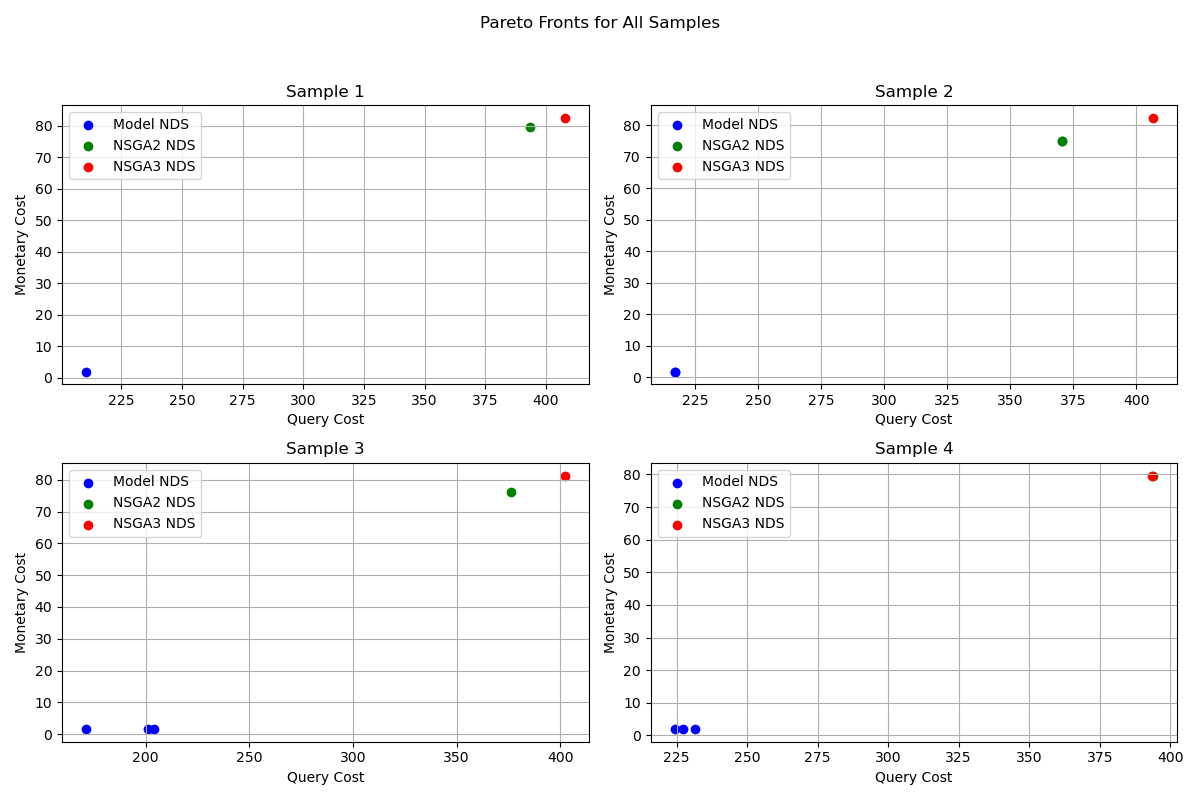 Pareto Fronts for All Samples
Sample 1
Model NDS
NSGA2 NDS
NSGA3 NDS
Monetary Cost
80
70
60
50
40
30
20
10
0
225 250 275 300 325 350 375 400
Query Cost
Sample 2
Model NDS
NSGA2 NDS
NSGA3 NDS
Monetary Cost
80
70
60
50
40
30
20
10
0
225 250 275 300 325 350 375 400
Query Cost
Sample 3
Model NDS
NSGA2 NDS
NSGA3 NDS
Monetary Cost
80
70
60
50
40
30
20
10
0
200 250 300 350 400
Query Cost
Sample 4
Model NDS
NSGA2 NDS
NSGA3 NDS
Monetary Cost
80
70
60
50
40
30
20
10
0
225 250 275 300 325 350 375 400
Query Cost